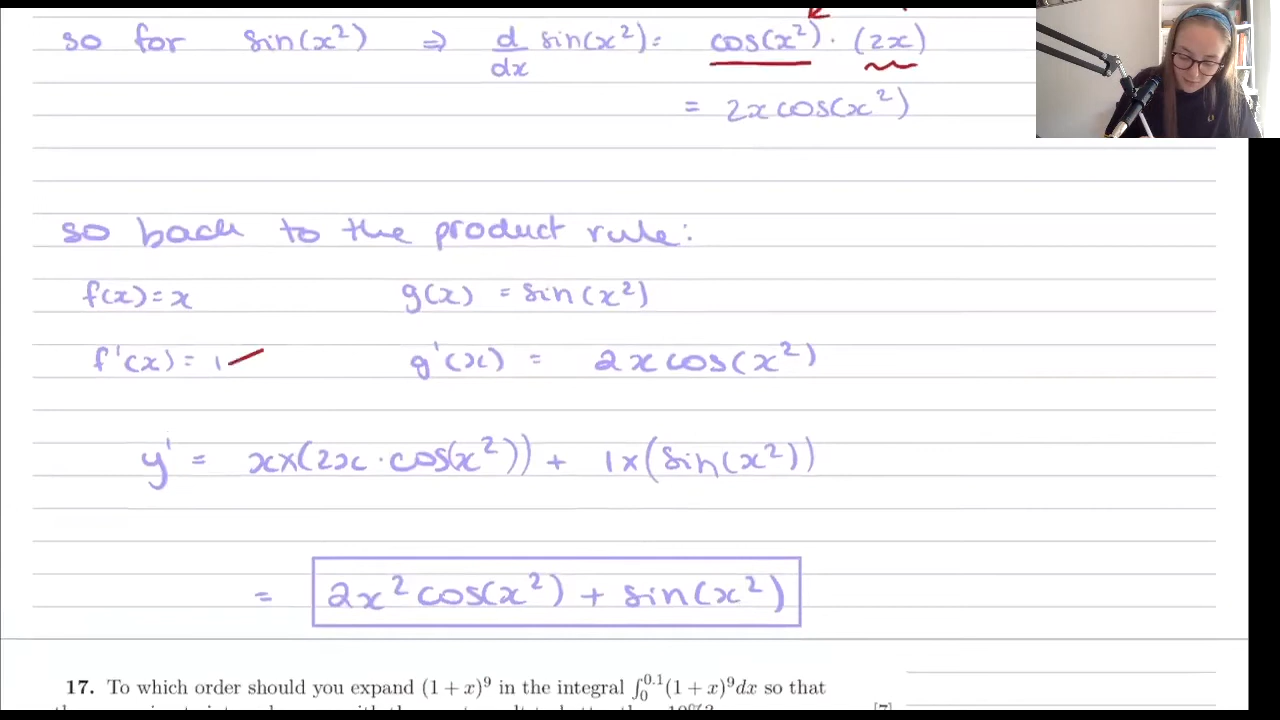 so for sin(x²) ⇒ d/dx sin(x²) = cos(x²) · (2x)
= 2x cos(x²)
so back to the product rule:
f(x) = x g(x) = sin(x²)
f'(x) = 1 g'(x) = 2x cos(x²)
y' = x×(2x · cos(x²)) + 1×(sin(x²))
= 2x² cos(x²) + sin(x²)
17. To which order should you expand (1 + x)⁹ in the integral ∫₀^0.1 (1 + x)⁹dx so that